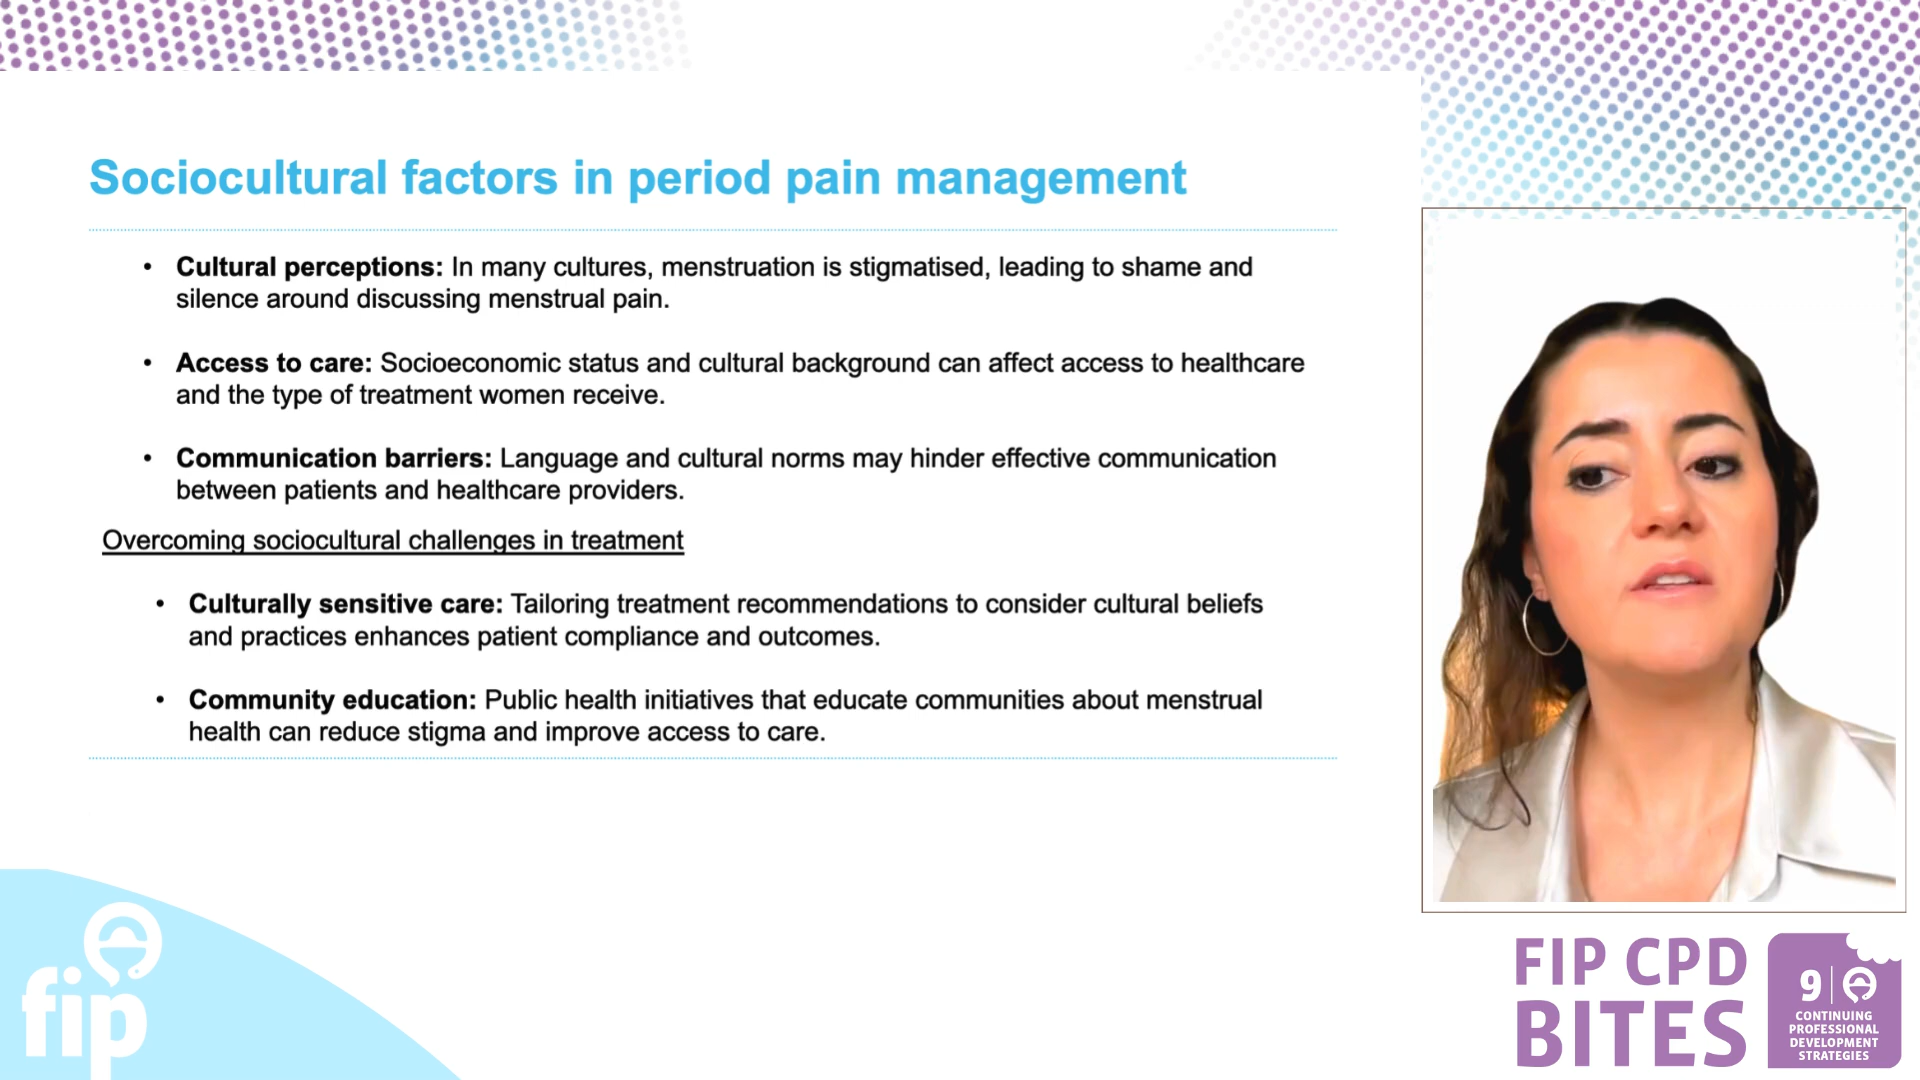 Sociocultural factors in period pain management
• Cultural perceptions: In many cultures, menstruation is stigmatised, leading to shame and
silence around discussing menstrual pain.
• Access to care: Socioeconomic status and cultural background can affect access to healthcare
and the type of treatment women receive.
• Communication barriers: Language and cultural norms may hinder effective communication
between patients and healthcare providers.
Overcoming sociocultural challenges in treatment
• Culturally sensitive care: Tailoring treatment recommendations to consider cultural beliefs
and practices enhances patient compliance and outcomes.
• Community education: Public health initiatives that educate communities about menstrual
health can reduce stigma and improve access to care.
fip
FIP CPD
BITES
9
CONTINUING
PROFESSIONAL
DEVELOPMENT
STRATEGIES